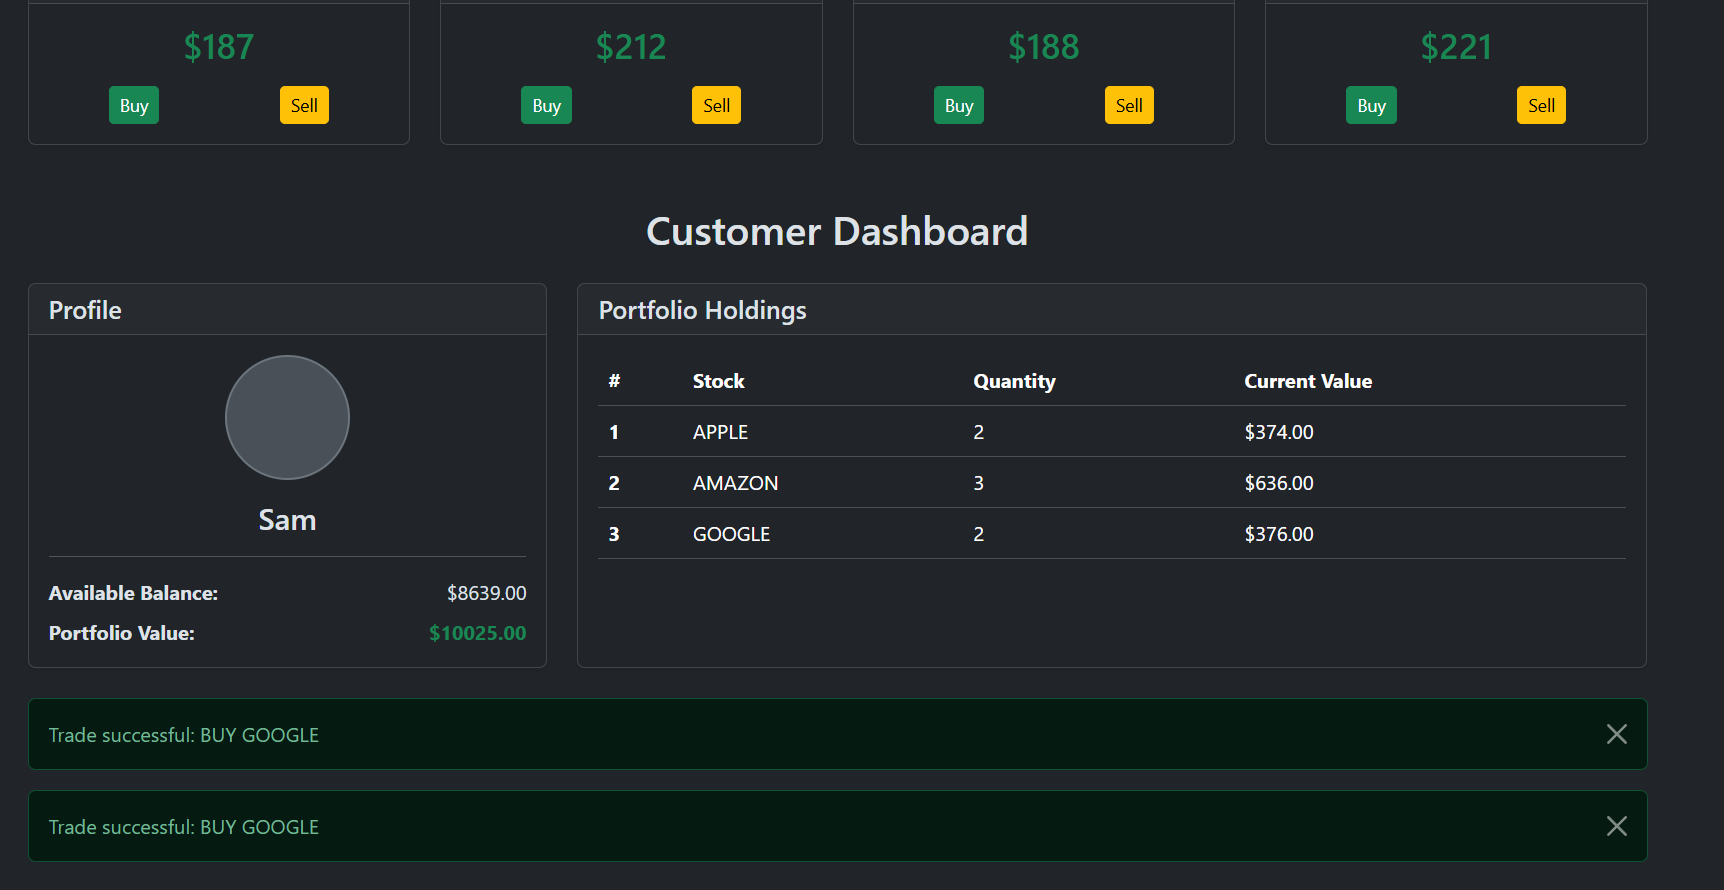 $187 $212 $188 $221
Buy Sell Buy Sell Buy Sell Buy Sell
Customer Dashboard
Profile
Sam
Available Balance: $8639.00
Portfolio Value: $10025.00
Portfolio Holdings
# Stock Quantity Current Value
1 APPLE 2 $374.00
2 AMAZON 3 $636.00
3 GOOGLE 2 $376.00
Trade successful: BUY GOOGLE
Trade successful: BUY GOOGLE